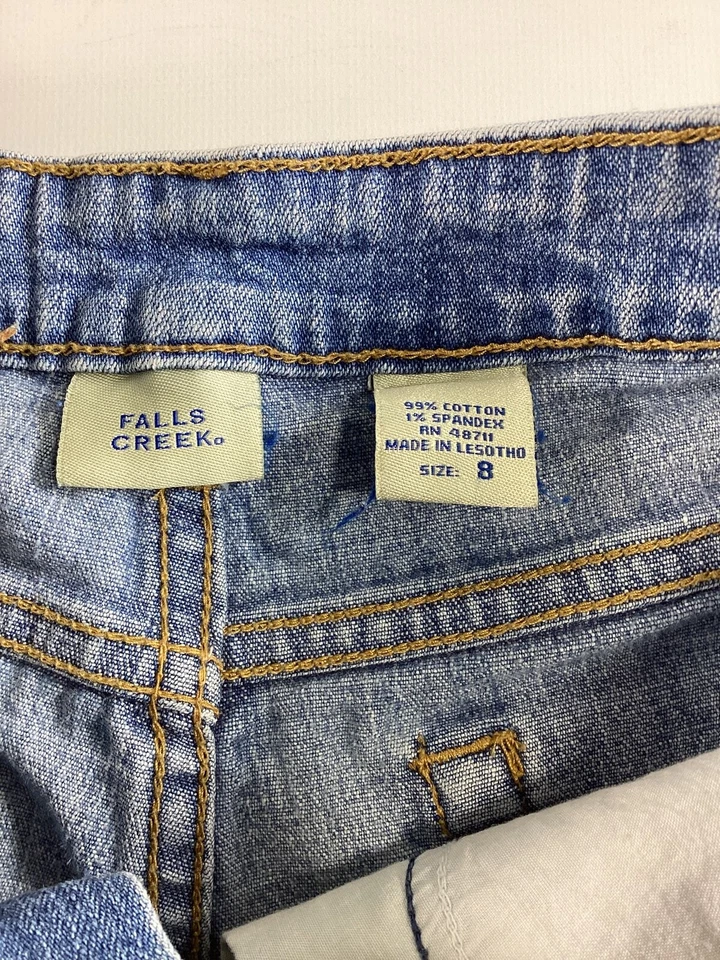 FALLS
CREEK®
99% COTTON
1% SPANDEX
RN 48711
MADE IN LESOTHO
SIZE: 8